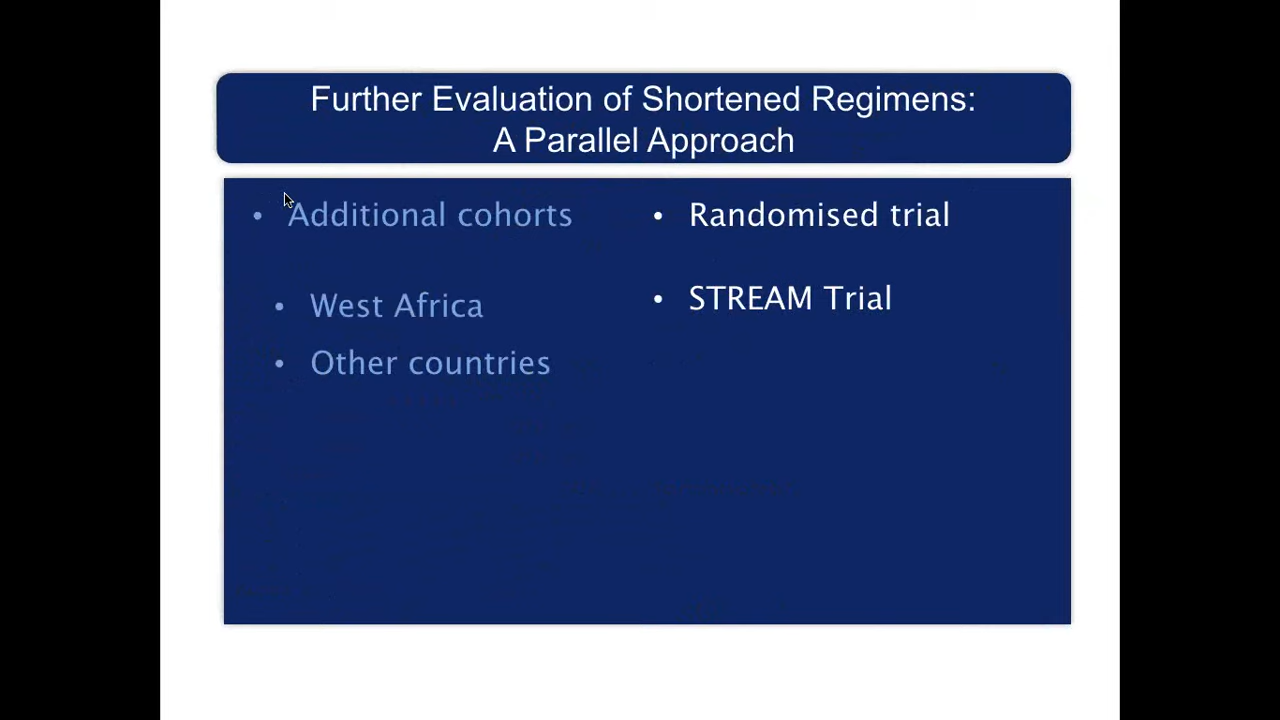 Further Evaluation of Shortened Regimens:
A Parallel Approach
• Additional cohorts
• West Africa
• Other countries
• Randomised trial
• STREAM Trial